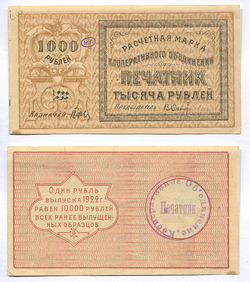 1000
РУБЛЕЙ
РАСЧЕТНАЯ МАРКА
КООПЕРАТИВНОГО ОБЪЕДИНЕНИЯ
ПЕЧАТНИК
ТЫСЯЧА РУБЛЕЙ
Казначей
Председатель
ОДИН РУБЛЬ
ВЫПУСКА 1922 г.
РАВЕН 10000 РУБЛЕЙ
ВСЕХ РАНЕЕ ВЫПУЩЕН-
НЫХ ОБРАЗЦОВ
Печатник